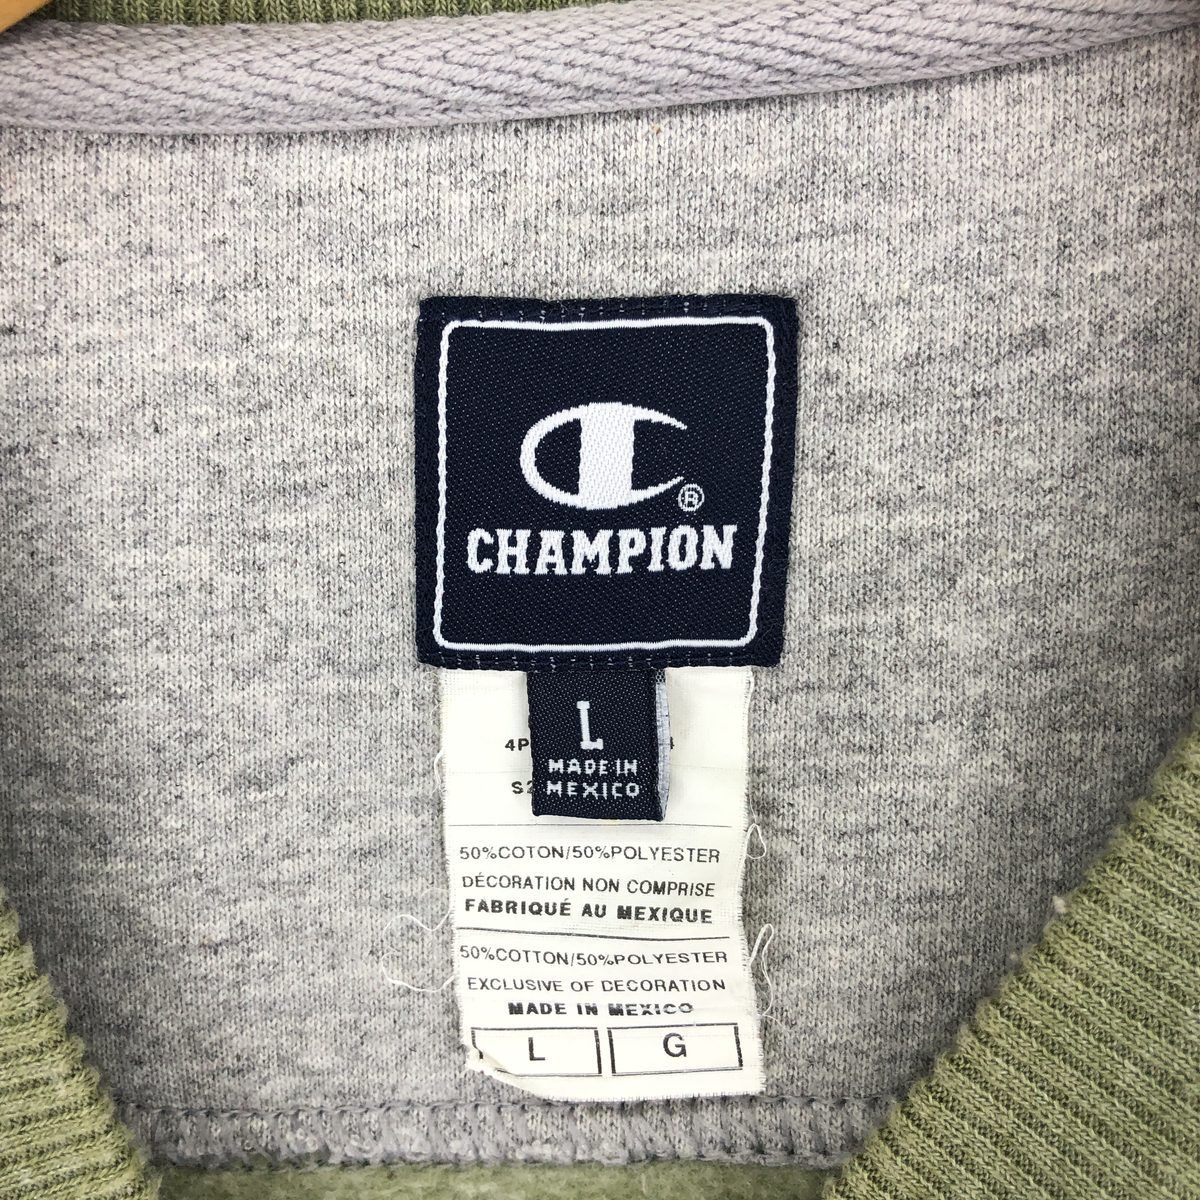 ®
CHAMPION
L
MADE IN
MEXICO
50%COTON/50%POLYESTER
DÉCORATION NON COMPRISE
FABRIQUÉ AU MEXIQUE
50%COTTON/50%POLYESTER
EXCLUSIVE OF DECORATION
MADE IN MEXICO
L G